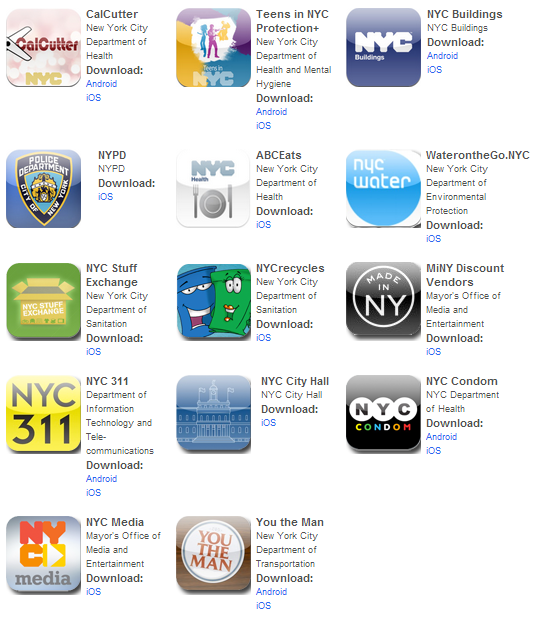 CalCutter
NYC
CalCutter
New York City
Department of
Health
Download:
Android
iOS
Teens in
NYC
Teens in NYC
Protection+
New York City
Department of
Health and Mental
Hygiene
Download:
Android
iOS
NYC
Buildings
NYC Buildings
NYC Buildings
Download:
Android
iOS
POLICE
DEPARTMENT
CITY OF NEW YORK
NYPD
NYPD
Download:
iOS
NYC
Health
ABCEats
New York City
Department of
Health
Download:
iOS
nyc
water
WaterontheGo.NYC
New York City
Department of
Environmental
Protection
Download:
iOS
NYC STUFF
EXCHANGE
NYC Stuff
Exchange
New York City
Department of
Sanitation
Download:
iOS
NYCrecycles
New York City
Department of
Sanitation
Download:
iOS
MADE
IN
NY
MiNY Discount
Vendors
Mayor's Office of
Media and
Entertainment
Download:
iOS
NYC
311
NYC 311
Department of
Information
Technology and
Tele-
communications
Download:
Android
iOS
NYC City Hall
NYC City Hall
Download:
iOS
NYC
CONDOM
NYC Condom
NYC Department
of Health
Download:
Android
iOS
NYC
media
NYC Media
Mayor's Office of
Media and
Entertainment
Download:
iOS
YOU
THE
MAN
You the Man
New York City
Department of
Transportation
Download:
Android
iOS